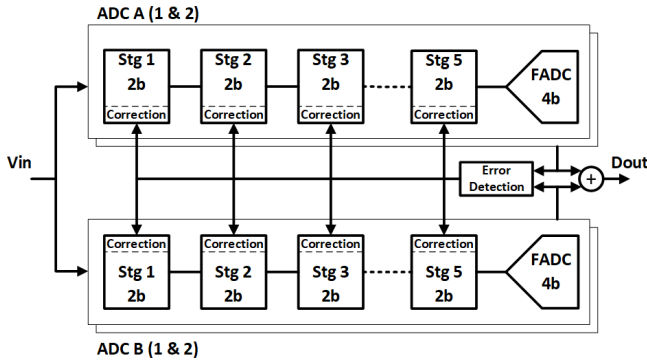 ADC A (1 & 2)
Stg 1
2b
Correction
Stg 2
2b
Correction
Stg 3
2b
Correction
Stg 5
2b
Correction
FADC
4b
Vin
Error
Detection
+
Dout
Correction
Stg 1
2b
Correction
Stg 2
2b
Correction
Stg 3
2b
Correction
Stg 5
2b
FADC
4b
ADC B (1 & 2)